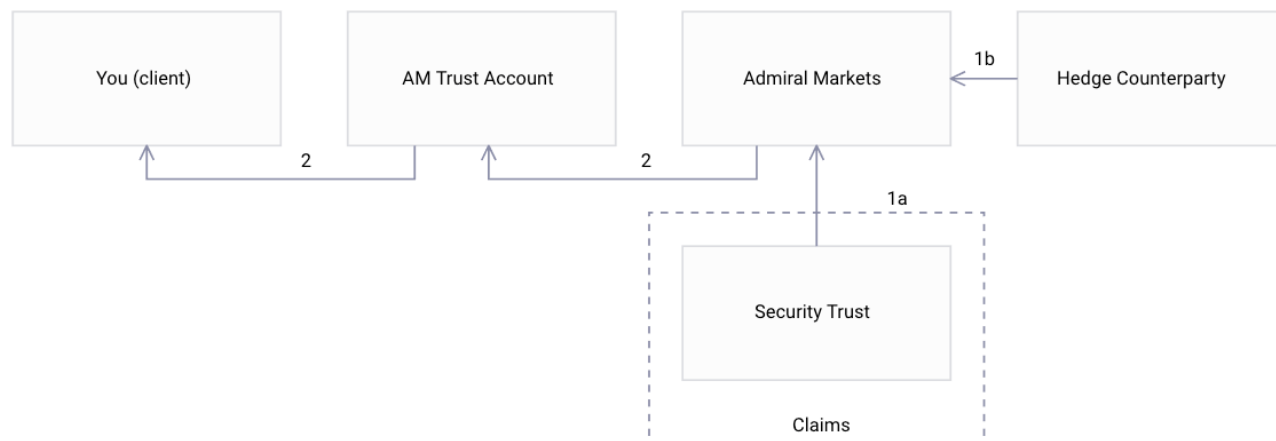 You (client)
AM Trust Account
Admiral Markets
1b
Hedge Counterparty
2
2
1a
Security Trust
Claims